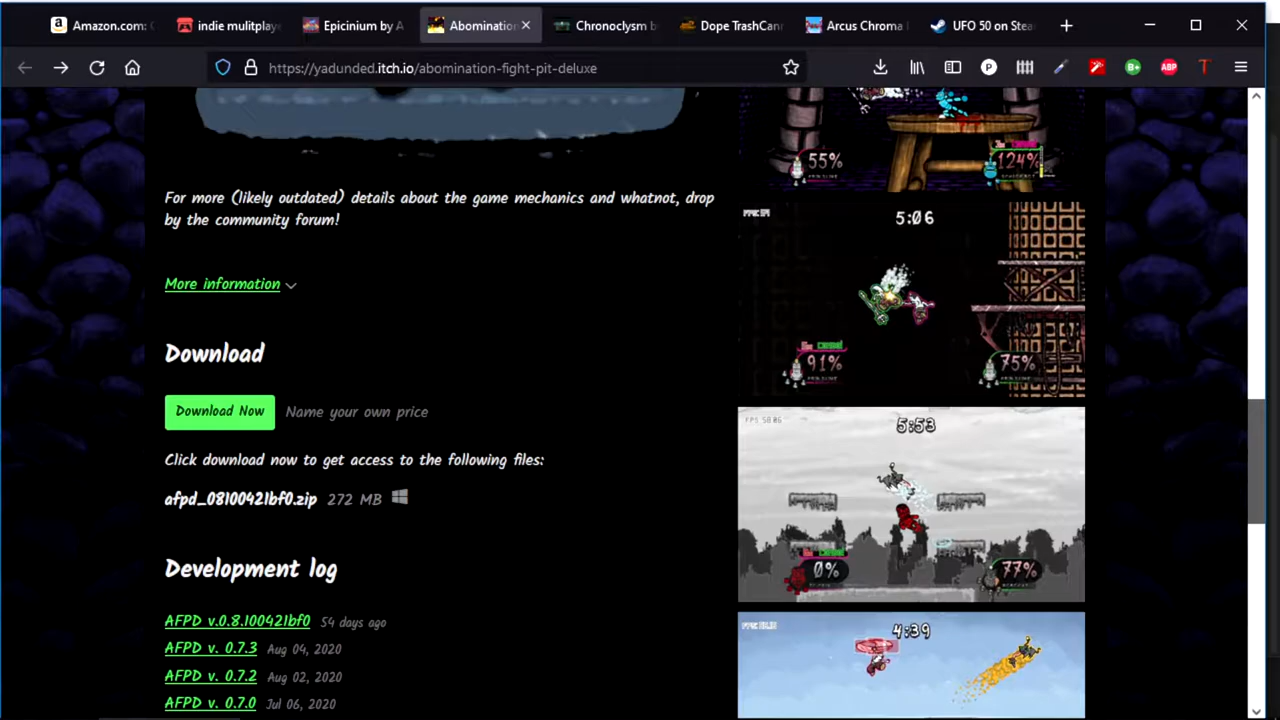 Amazon.com:
indie mulitplay
Epicinium by A
Abomination
Chronoclysm b
Dope TrashCan
Arcus Chroma
UFO 50 on Stea
https://yadunded.itch.io/abomination-fight-pit-deluxe
P
B+
ABP
T
55%
124%
For more (likely outdated) details about the game mechanics and whatnot, drop
by the community forum!
5:06
More information
91%
75%
Download
Download Now Name your own price
5:53
Click download now to get access to the following files:
afpd_08100421bf0.zip 272 MB
0%
77%
Development log
AFPD v.0.8.100421bf0 54 days ago
4:39
AFPD v. 0.7.3 Aug 04, 2020
AFPD v. 0.7.2 Aug 02, 2020
AFPD v. 0.7.0 Jul 06, 2020